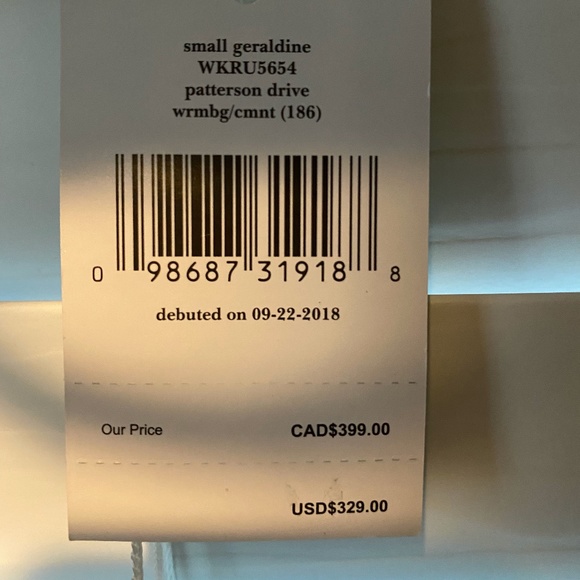 small geraldine
WKRU5654
patterson drive
wrmbg/cmnt (186)
0 98687 31918 8
debuted on 09-22-2018
Our Price CAD$399.00
USD$329.00